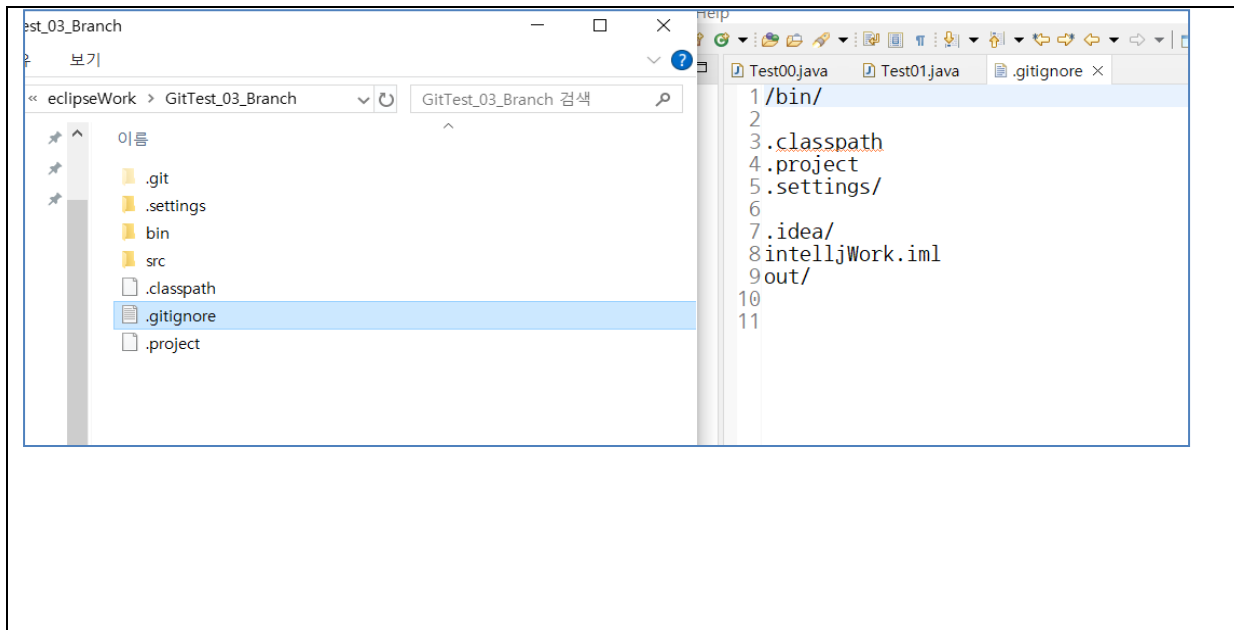 est_03_Branch
보기
Help
« eclipseWork > GitTest_03_Branch
GitTest_03_Branch 검색
이름
.git
.settings
bin
src
.classpath
.gitignore
.project
Test00.java
Test01.java
.gitignore
1 /bin/
2
3 .classpath
4 .project
5 .settings/
6
7 .idea/
8 intelljWork.iml
9 out/
10
11